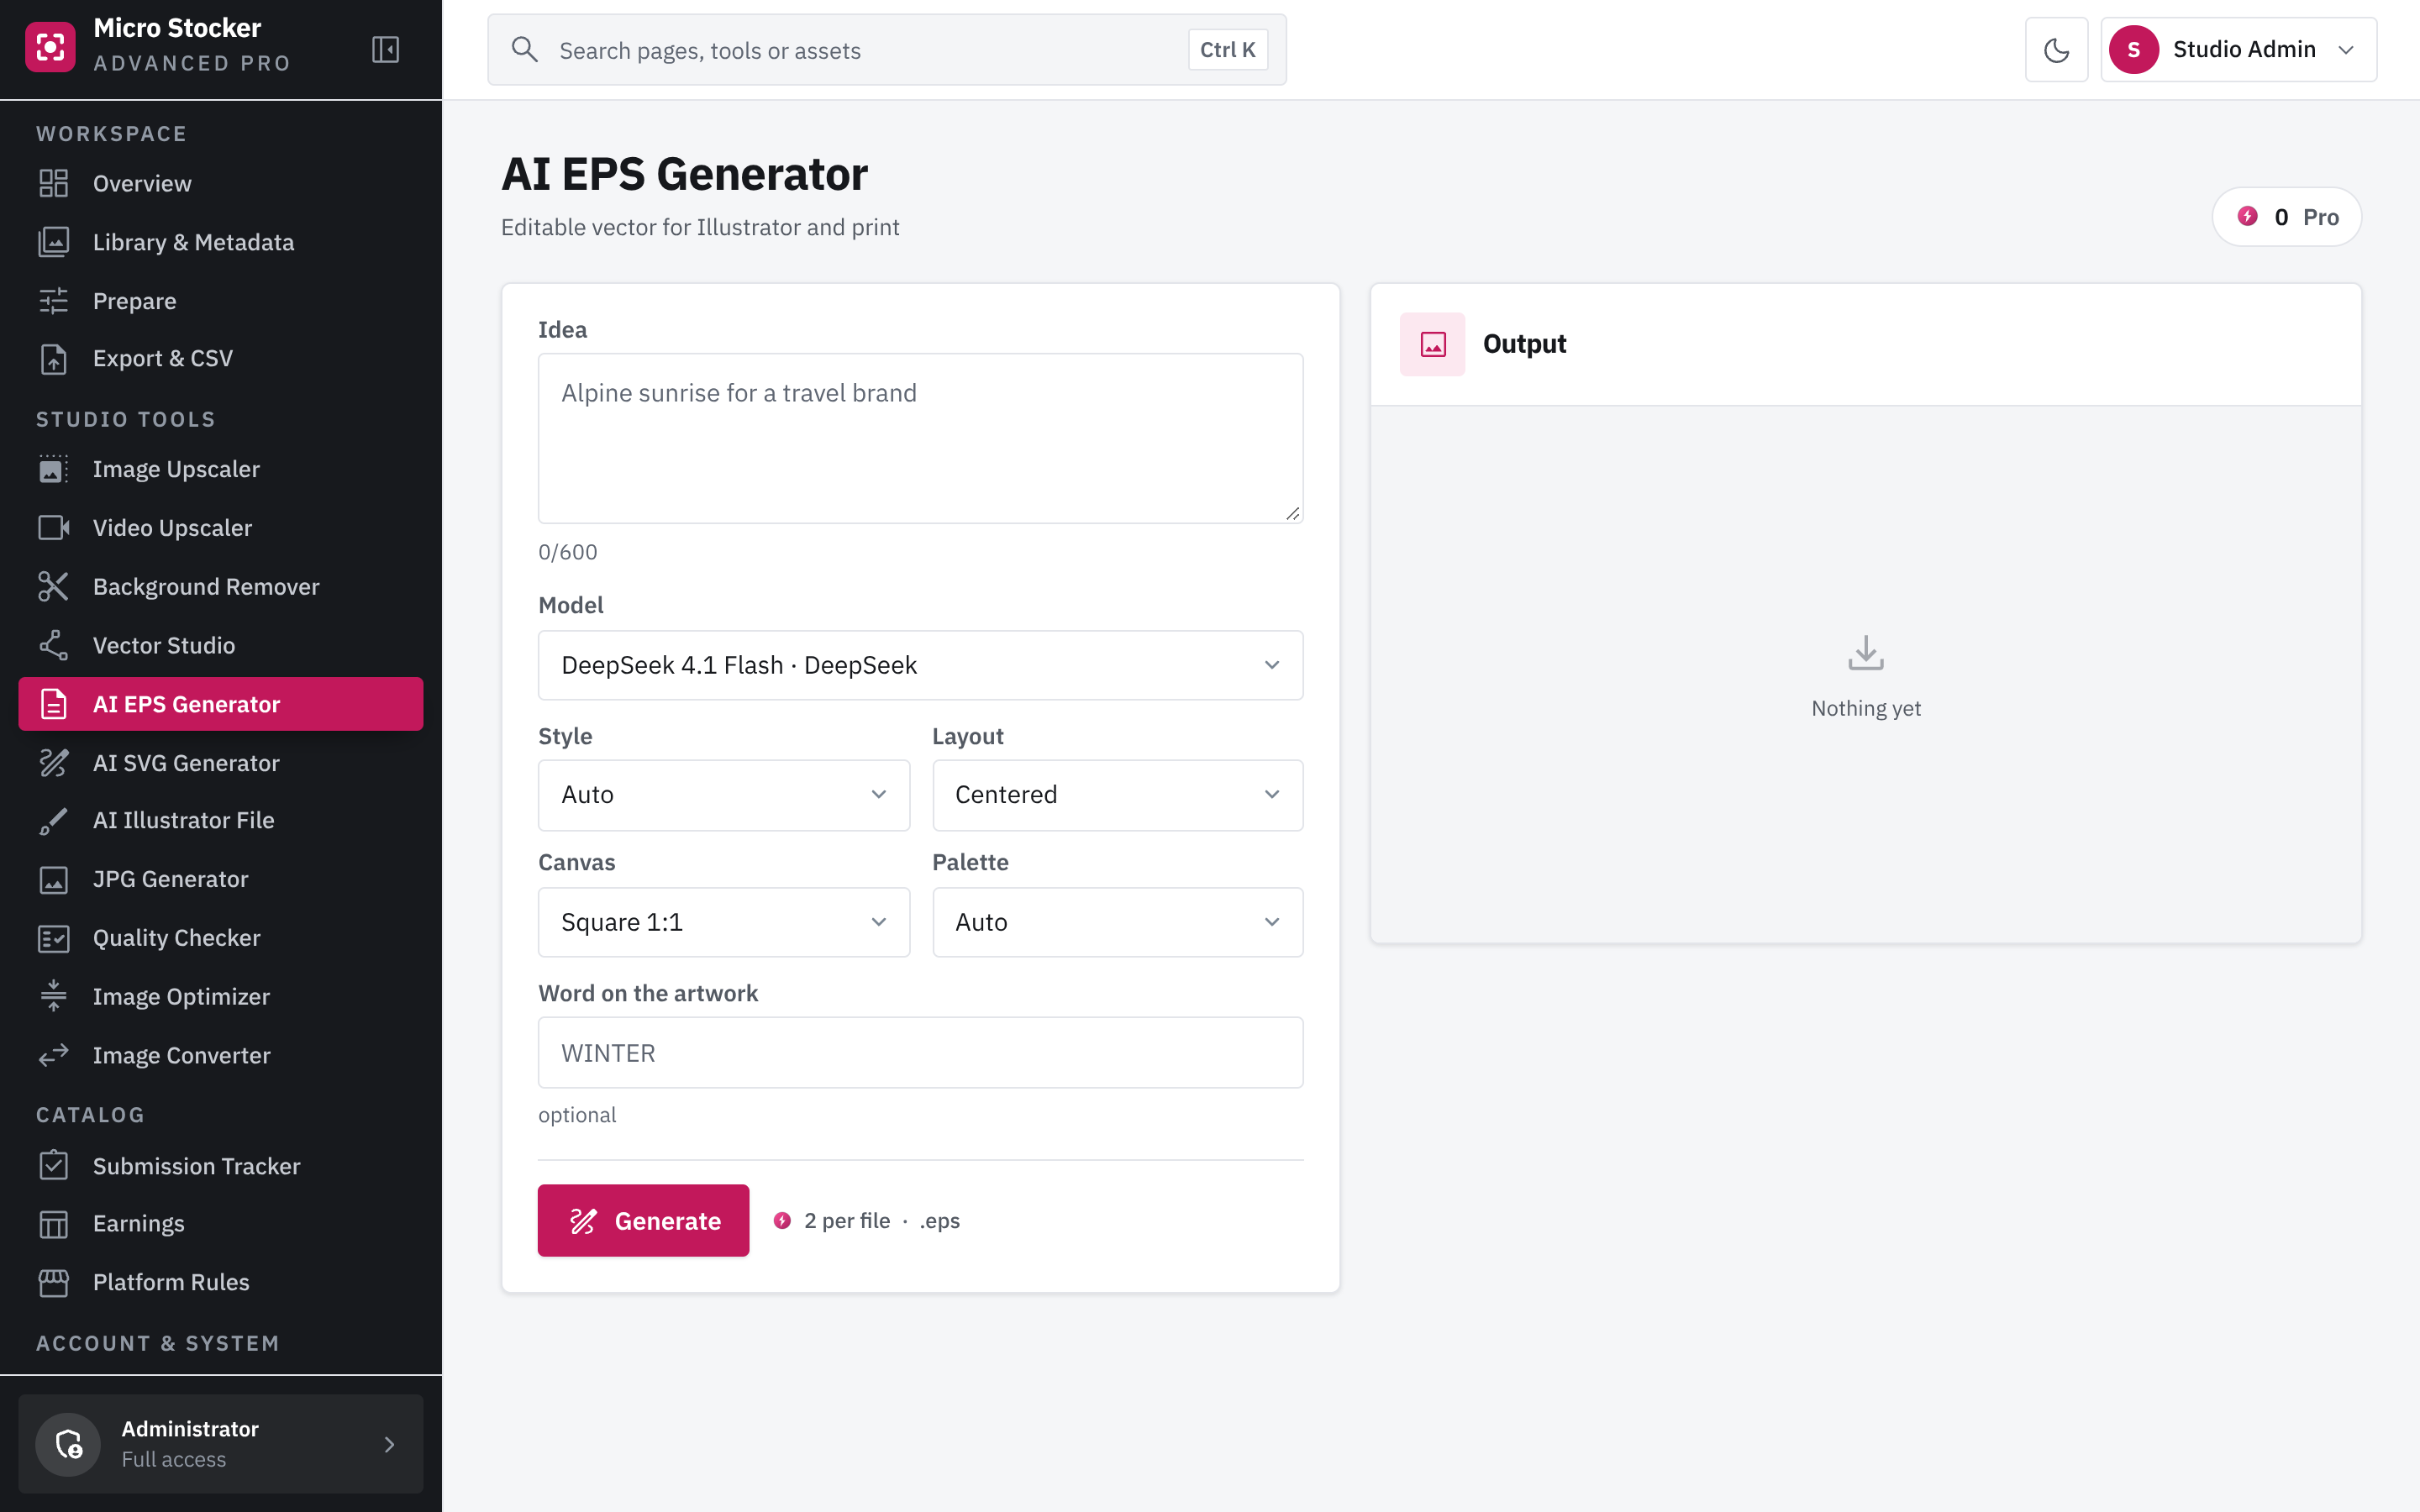 Micro Stocker
ADVANCED PRO
WORKSPACE
Overview
Library & Metadata
Prepare
Export & CSV
STUDIO TOOLS
Image Upscaler
Video Upscaler
Background Remover
Vector Studio
AI EPS Generator
AI SVG Generator
AI Illustrator File
JPG Generator
Quality Checker
Image Optimizer
Image Converter
CATALOG
Submission Tracker
Earnings
Platform Rules
ACCOUNT & SYSTEM
Administrator
Full access
Search pages, tools or assets
Ctrl K
S
Studio Admin
AI EPS Generator
Editable vector for Illustrator and print
0 Pro
Idea
Alpine sunrise for a travel brand
0/600
Model
DeepSeek 4.1 Flash · DeepSeek
Style
Layout
Auto
Centered
Canvas
Palette
Square 1:1
Auto
Word on the artwork
WINTER
optional
Generate
2 per file · .eps
Output
Nothing yet